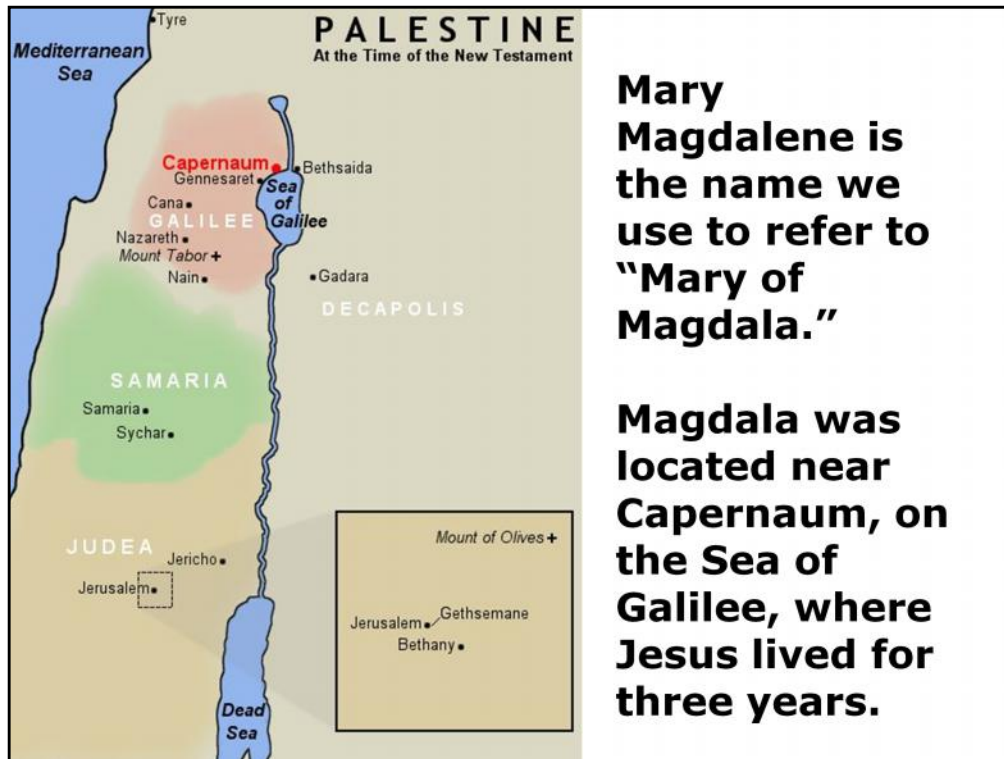 PALESTINE
At the Time of the New Testament
Tyre
Mediterranean
Sea
Capernaum
Bethsaida
Gennesaret
Sea
of
Galilee
Cana
GALILEE
Nazareth
Mount Tabor
Nain
Gadara
DECAPOLIS
SAMARIA
Samaria
Sychar
JUDEA
Jericho
Jerusalem
Dead
Sea
Mount of Olives
Jerusalem
Gethsemane
Bethany
Mary
Magdalene is
the name we
use to refer to
“Mary of
Magdala.”
Magdala was
located near
Capernaum, on
the Sea of
Galilee, where
Jesus lived for
three years.